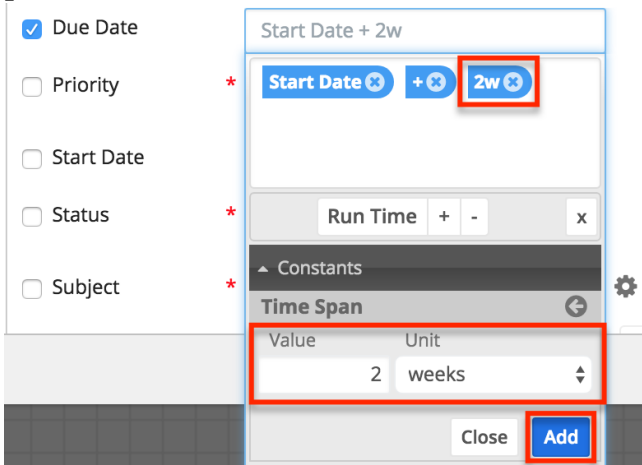 Due Date
Start Date + 2w
Start Date + 2w
Priority *
Start Date
Status *
Run Time + - x
Constants
Subject *
Time Span
Value Unit
2 weeks
Close Add